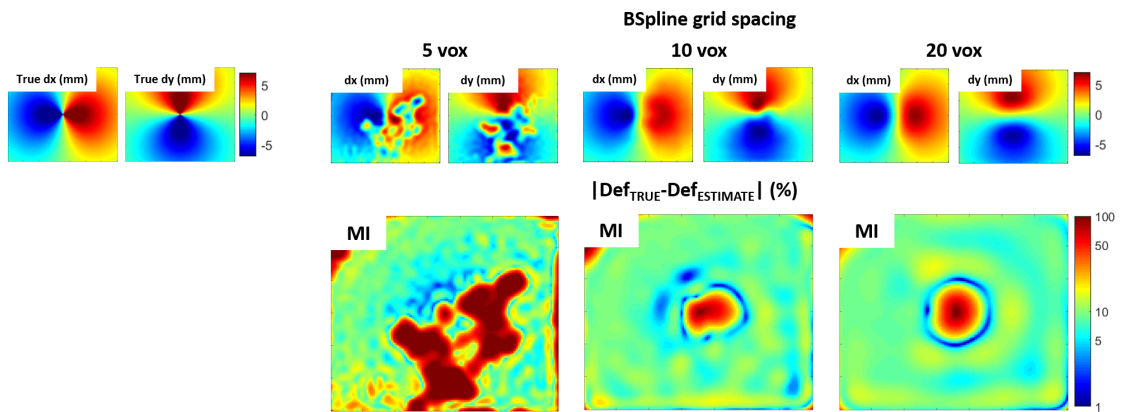 BSpline grid spacing
5 vox
10 vox
20 vox
True dx (mm)
True dy (mm)
5
0
-5
dx (mm)
dy (mm)
dx (mm)
dy (mm)
dx (mm)
dy (mm)
5
0
-5
|DefTRUE-DefESTIMATE| (%)
MI
MI
MI
100
50
10
5
1